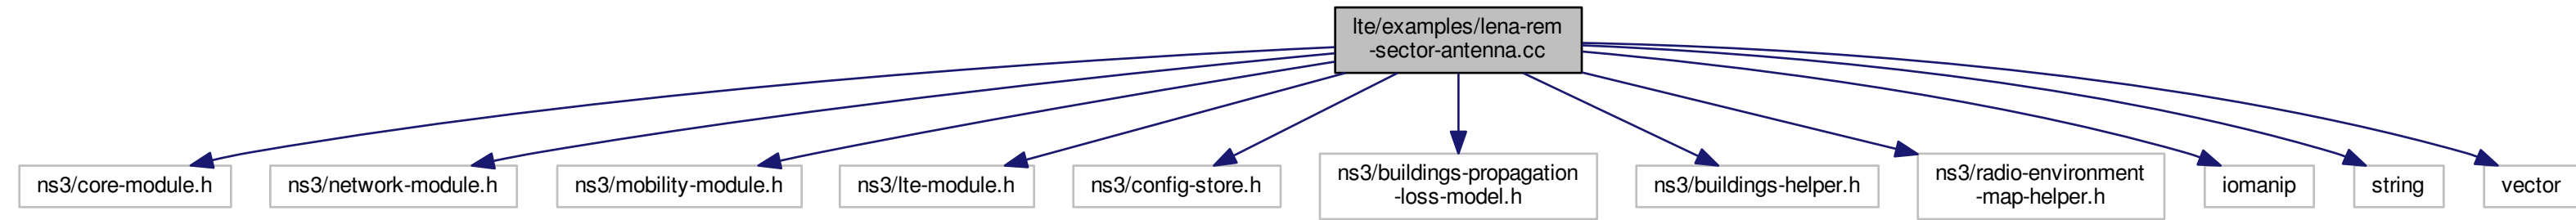 lte/examples/lena-rem
-sector-antenna.cc
ns3/core-module.h
ns3/network-module.h
ns3/mobility-module.h
ns3/lte-module.h
ns3/config-store.h
ns3/buildings-propagation
-loss-model.h
ns3/buildings-helper.h
ns3/radio-environment
-map-helper.h
iomanip
string
vector